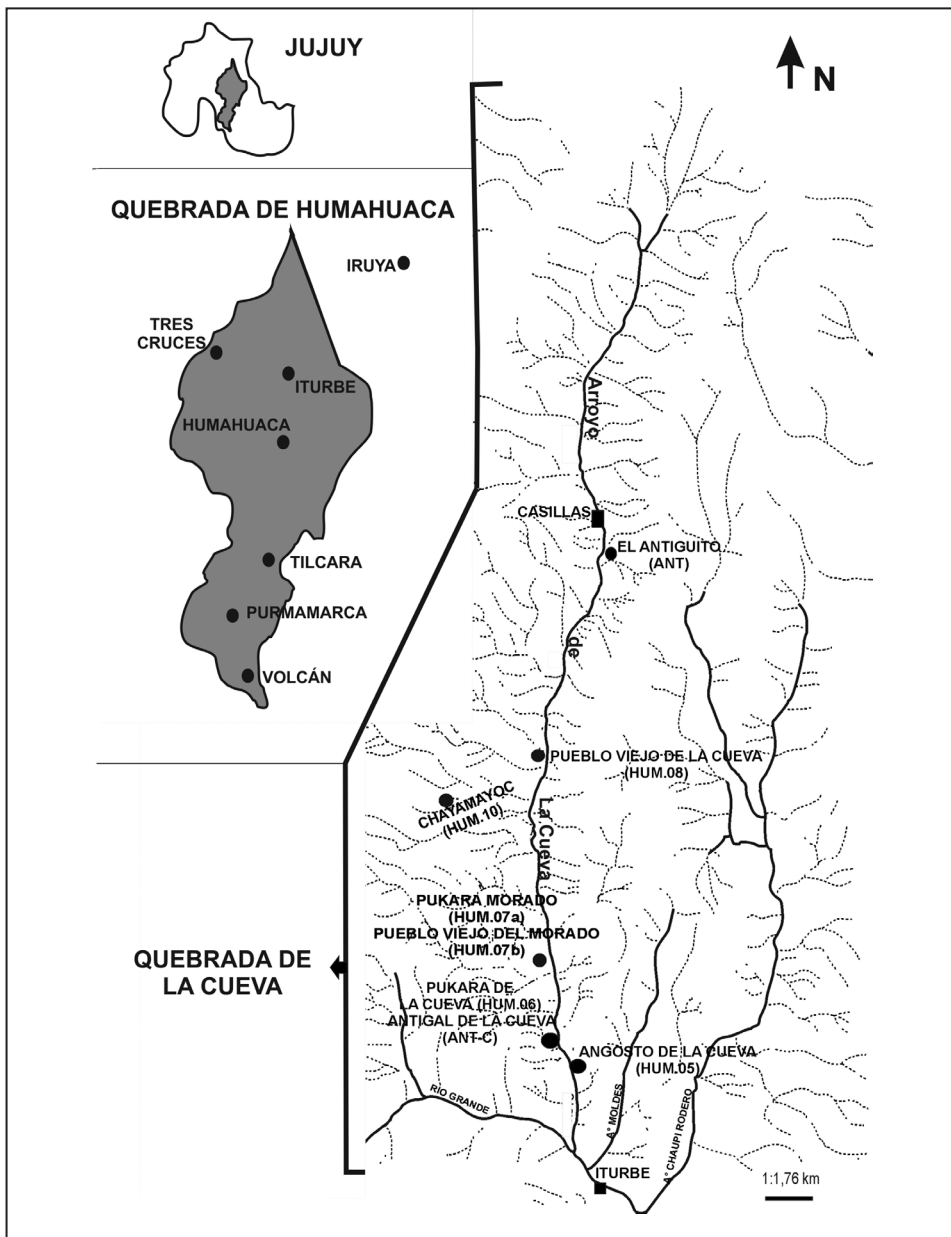 JUJUY
N
QUEBRADA DE HUMAHUACA
IRUYA
TRES
CRUCES
ITURBE
HUMAHUACA
TILCARA
PURMAMARCA
VOLCÁN
Arroyo
CASILLAS
EL ANTIGUITO
(ANT)
de
PUEBLO VIEJO DE LA CUEVA
(HUM.08)
CHAYAMAYOC
(HUM.10)
La Cueva
PUKARA MORADO
(HUM.07a)
PUEBLO VIEJO DEL MORADO
(HUM.07b)
QUEBRADA DE
LA CUEVA
PUKARA DE
LA CUEVA (HUM.06)
ANTIGAL DE LA CUEVA
(ANT-C)
ANGOSTO DE LA CUEVA
(HUM.05)
RÍO GRANDE
A° MOLDES
A° CHAUPI RODERO
ITURBE
1:1,76 km